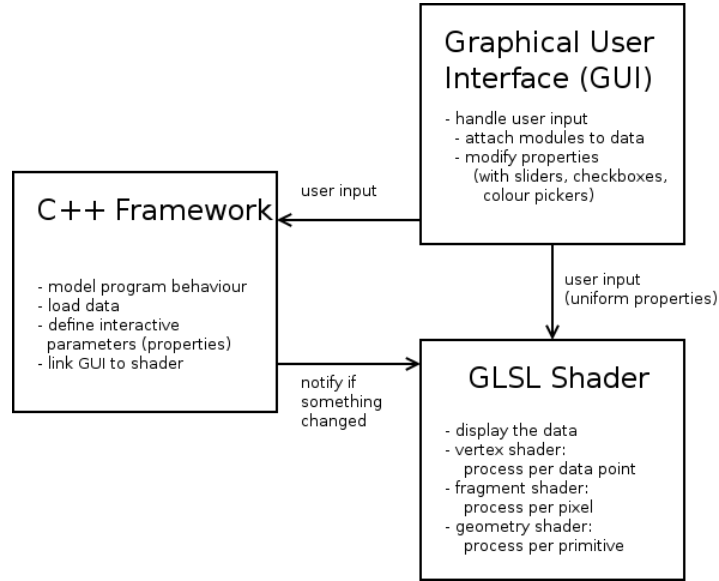 Graphical User
Interface (GUI)
- handle user input
- attach modules to data
- modify properties
(with sliders, checkboxes,
colour pickers)
user input
C++ Framework
- model program behaviour
- load data
- define interactive
parameters (properties)
- link GUI to shader
user input
(uniform properties)
notify if
something
changed
GLSL Shader
- display the data
- vertex shader:
process per data point
- fragment shader:
process per pixel
- geometry shader:
process per primitive